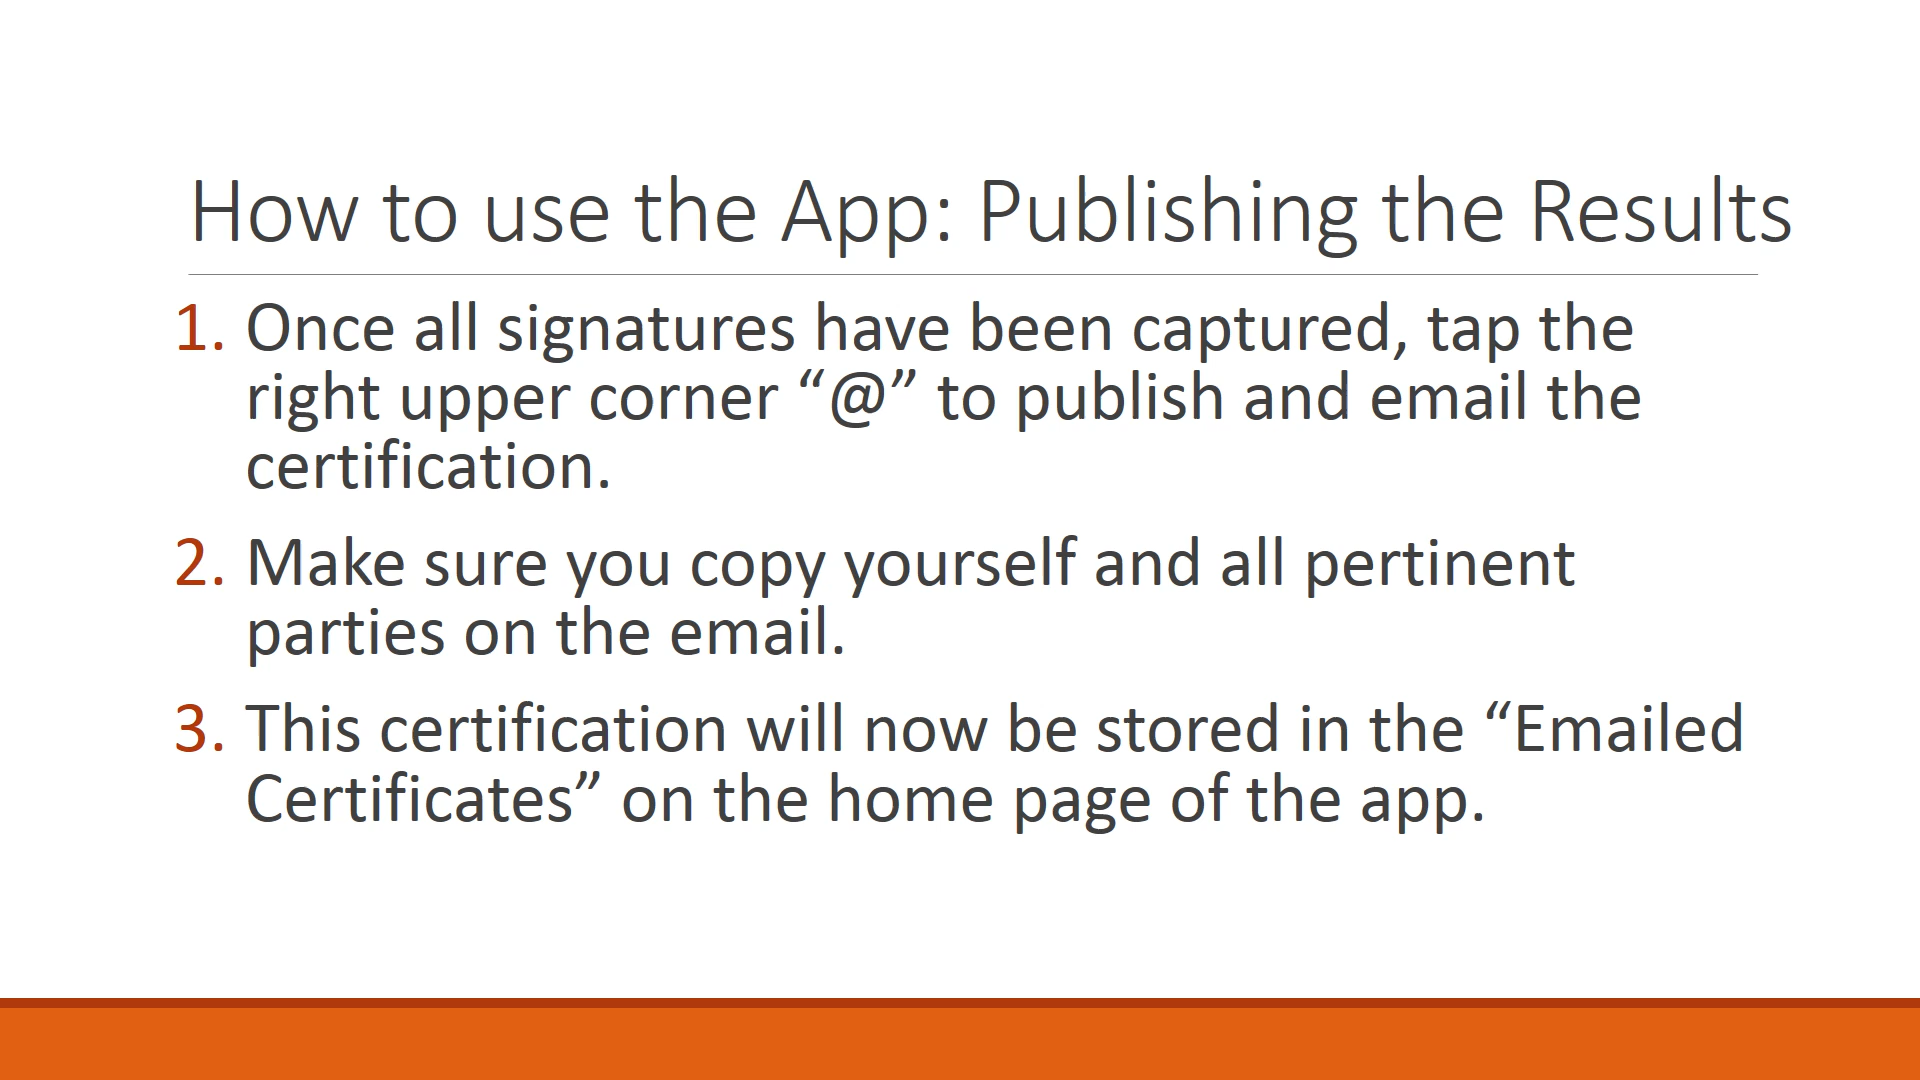 How to use the App: Publishing the Results
1. Once all signatures have been captured, tap the
right upper corner “@” to publish and email the
certification.
2. Make sure you copy yourself and all pertinent
parties on the email.
3. This certification will now be stored in the “Emailed
Certificates” on the home page of the app.